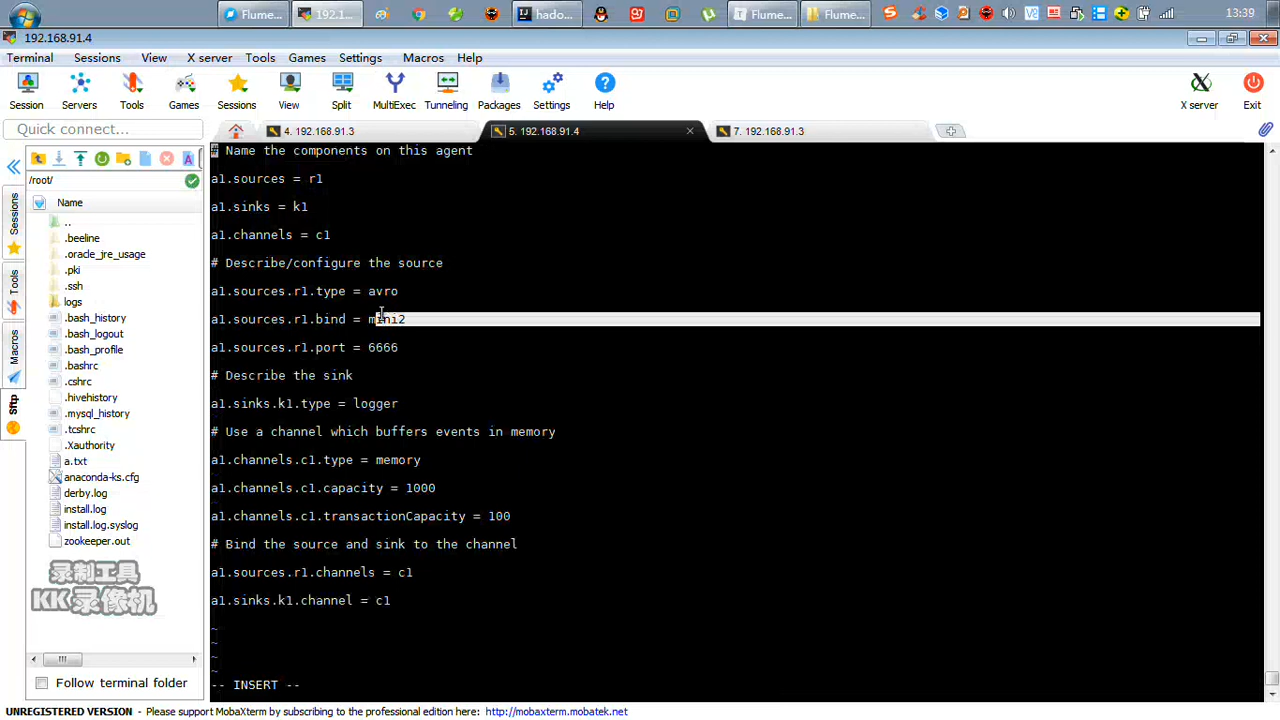 Flume...
192.1...
hado...
Flume...
Flume...
13:39
192.168.91.4
Terminal Sessions View X server Tools Games Settings Macros Help
Session Servers Tools Games Sessions View Split MultiExec Tunneling Packages Settings Help X server Exit
Quick connect...
4. 192.168.91.3
5. 192.168.91.4
7. 192.168.91.3
/root/
Name
..
.beeline
.oracle_jre_usage
.pki
.ssh
logs
.bash_history
.bash_logout
.bash_profile
.bashrc
.cshrc
.hivehistory
.mysql_history
.tcshrc
.Xauthority
a.txt
anaconda-ks.cfg
derby.log
install.log
install.log.syslog
zookeeper.out
录制工具
KK录像机
Follow terminal folder
Sessions
Tools
Macros
Sftp
# Name the components on this agent
a1.sources = r1
a1.sinks = k1
a1.channels = c1
# Describe/configure the source
a1.sources.r1.type = avro
a1.sources.r1.bind = mini2
a1.sources.r1.port = 6666
# Describe the sink
a1.sinks.k1.type = logger
# Use a channel which buffers events in memory
a1.channels.c1.type = memory
a1.channels.c1.capacity = 1000
a1.channels.c1.transactionCapacity = 100
# Bind the source and sink to the channel
a1.sources.r1.channels = c1
a1.sinks.k1.channel = c1
~
~
~
~
-- INSERT --
UNREGISTERED VERSION - Please support MobaXterm by subscribing to the professional edition here: http://mobaxterm.mobatek.net